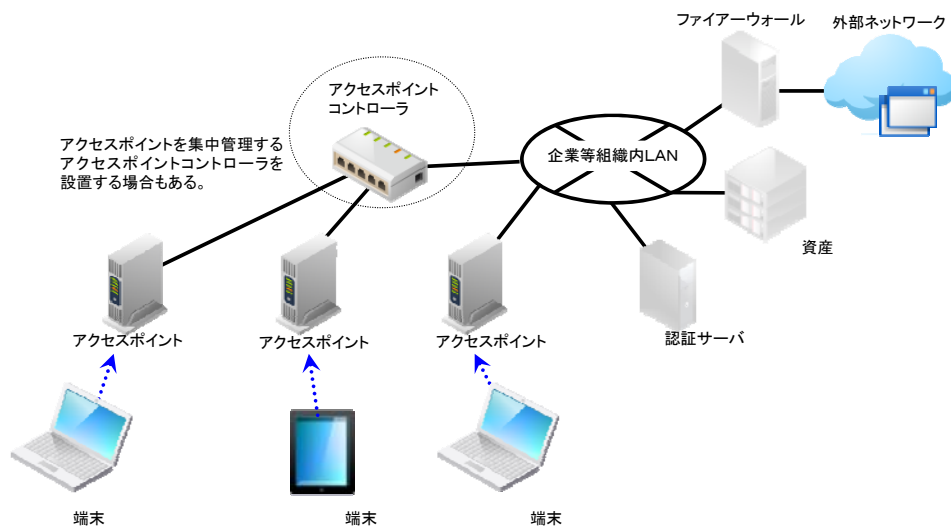 ファイアーウォール
外部ネットワーク
アクセスポイント
コントローラ
アクセスポイントを集中管理する
アクセスポイントコントローラを
設置する場合もある。
企業等組織内LAN
資産
アクセスポイント
アクセスポイント
アクセスポイント
認証サーバ
端末
端末
端末